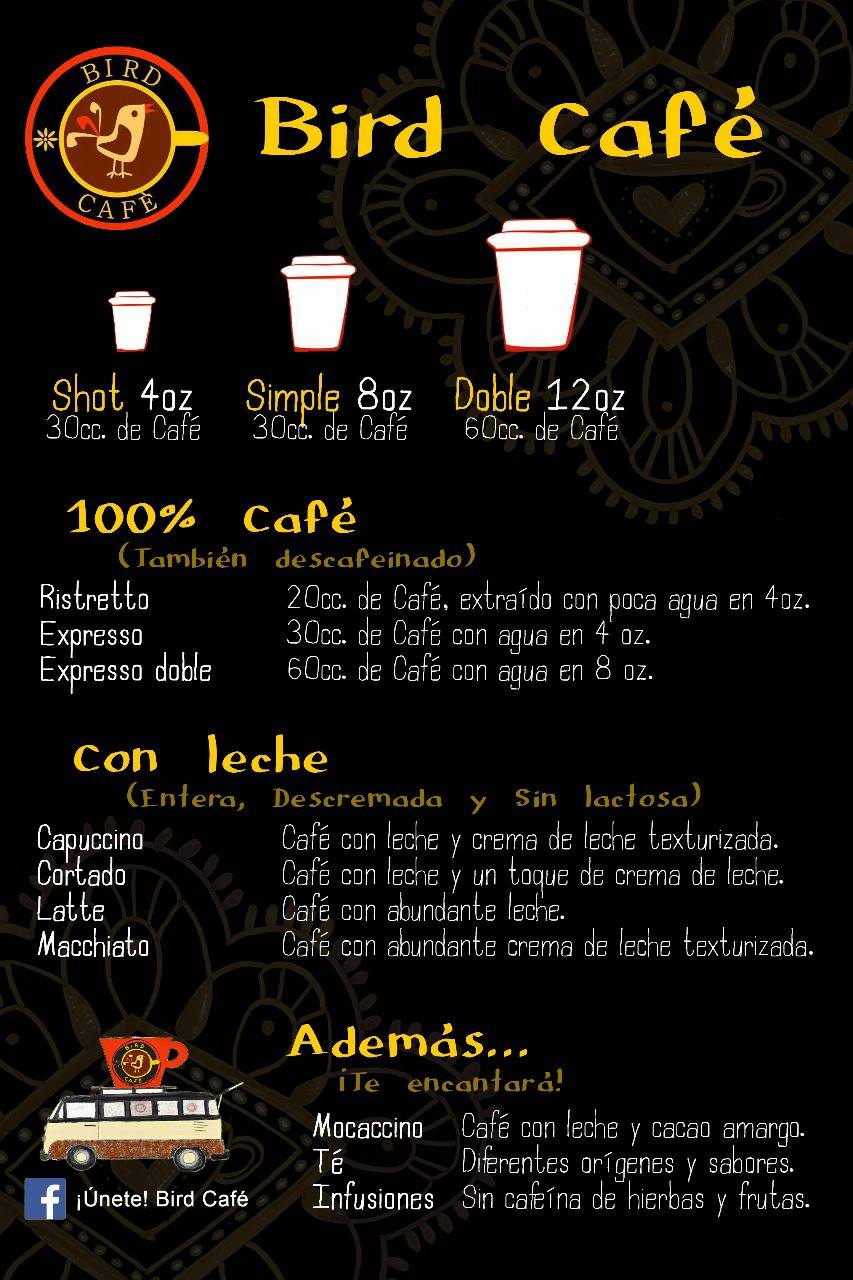 BIRD
CAFÈ
Bird Café
Shot 4oz
30cc. de Café
Simple 8oz
30cc. de Café
Doble 12oz
60cc. de Café
100% Café
(También descafeinado)
Ristretto 20cc. de Café, extraído con poca agua en 4oz.
Expresso 30cc. de Café con agua en 4 oz.
Expresso doble 60cc. de Café con agua en 8 oz.
Con leche
(Entera, Descremada y Sin lactosa)
Capuccino Café con leche y crema de leche texturizada.
Cortado Café con leche y un toque de crema de leche.
Latte Café con abundante leche.
Macchiato Café con abundante crema de leche texturizada.
Además...
¡Te encantará!
Mocaccino Café con leche y cacao amargo.
Té Diferentes orígenes y sabores.
Infusiones Sin cafeína de hierbas y frutas.
BIRD
CAFÈ
f ¡Únete! Bird Café